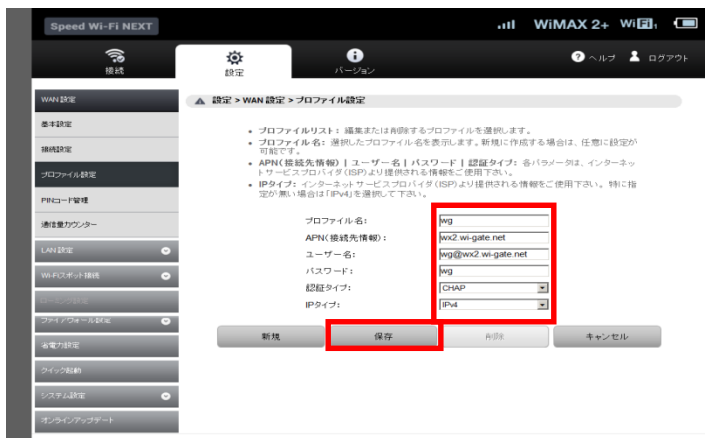 Speed Wi-Fi NEXT
WiMAX 2+ WiFi1
接続
設定
バージョン
ヘルプ ログアウト
WAN 設定
基本設定
接続設定
プロファイル設定
PINコード管理
通信量カウンター
LAN 設定
Wi-Fiスポット接続
ファイアウォール設定
省電力設定
クイック起動
システム設定
オンラインアップデート
設定 > WAN 設定 > プロファイル設定
• プロファイルリスト: 編集または削除するプロファイルを選択します。
• プロファイル名: 選択したプロファイル名を表示します。新規に作成する場合は、任意に設定が
可能です。
• APN(接続先情報) | ユーザー名 | パスワード | 認証タイプ: 各パラメータは、インターネッ
トサービスプロバイダ(ISP)より提供される情報をご使用下さい。
• IPタイプ: インターネットサービスプロバイダ(ISP)より提供される情報をご使用下さい。特に指
定が無い場合は「IPv4」を選択して下さい。
プロファイル名: wg
APN(接続先情報): wx2.wi-gate.net
ユーザー名: wg@wx2.wi-gate.net
パスワード: wg
認証タイプ: CHAP
IPタイプ: IPv4
新規 保存 削除 キャンセル